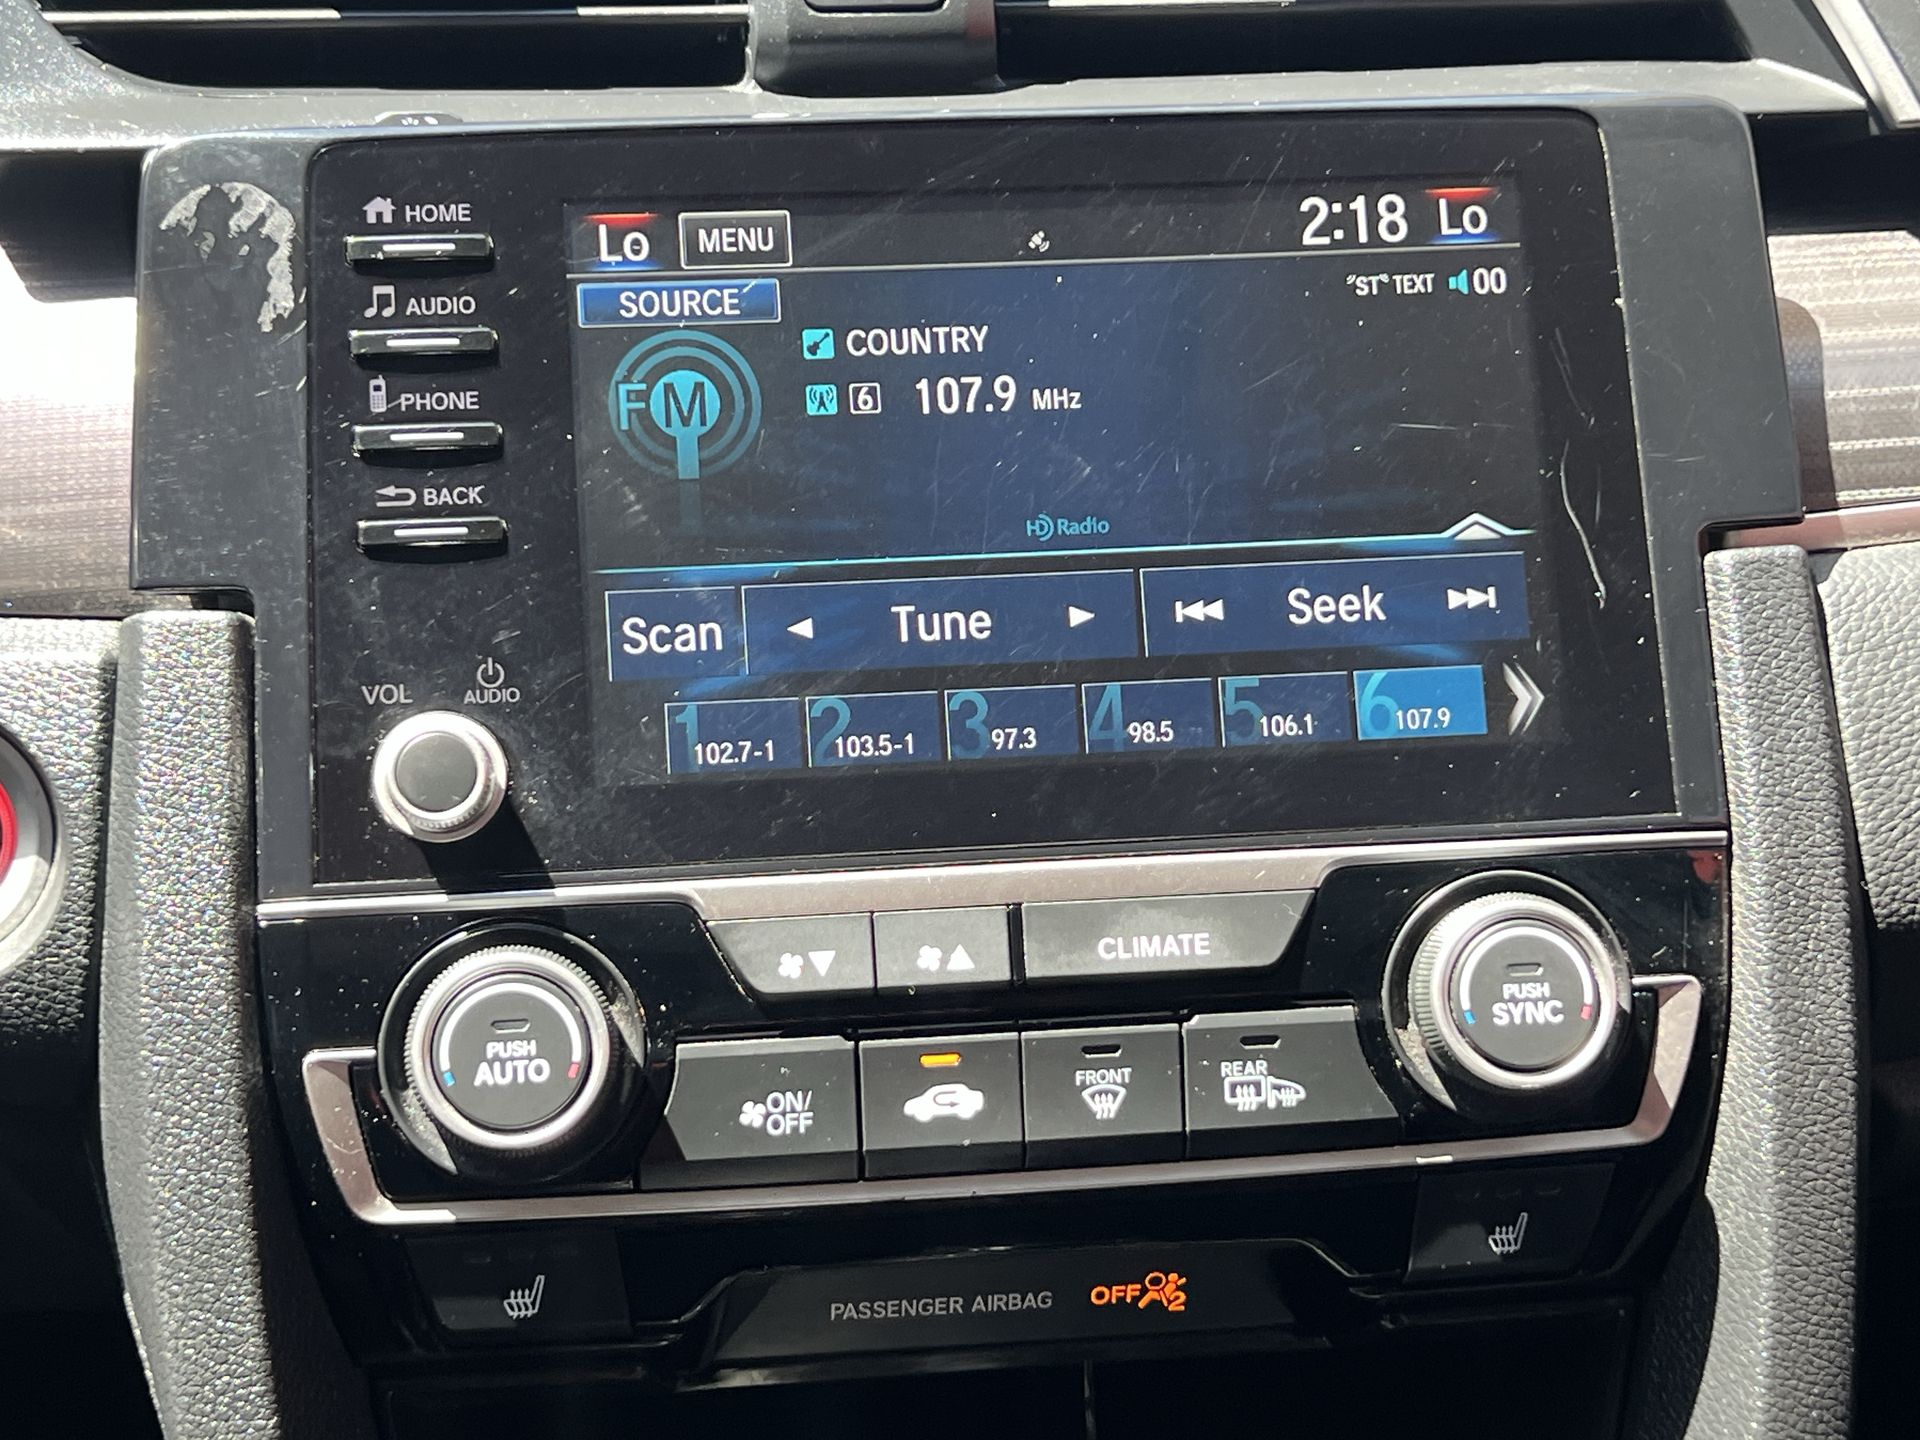 HOME
Lo
MENU
2:18
Lo
SOURCE
"ST" TEXT
00
AUDIO
COUNTRY
FM
6
107.9 MHz
PHONE
BACK
HD Radio
Scan
Tune
Seek
VOL
AUDIO
1 102.7-1
2 103.5-1
3 97.3
4 98.5
5 106.1
6 107.9
CLIMATE
PUSH
AUTO
PUSH
SYNC
ON/
OFF
FRONT
REAR
PASSENGER AIRBAG
OFF
2